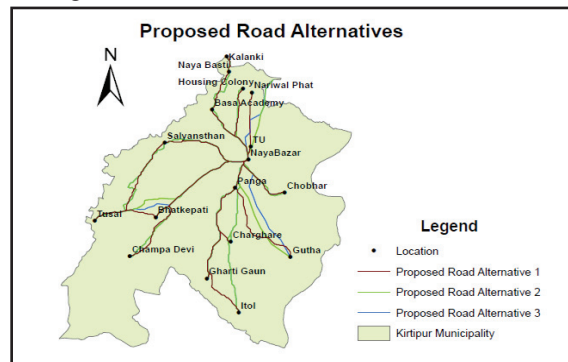 Proposed Road Alternatives
N
Kalanki
Naya Basti
Housing Colony
Nariwal Phat
Basa Academy
Salyansthan
TU
NayaBazar
Panga
Chobhar
Tusal
Bhatkepati
Charghare
Champa Devi
Gutha
Gharti Gaun
Itol
Legend
Location
Proposed Road Alternative 1
Proposed Road Alternative 2
Proposed Road Alternative 3
Kirtipur Municipality